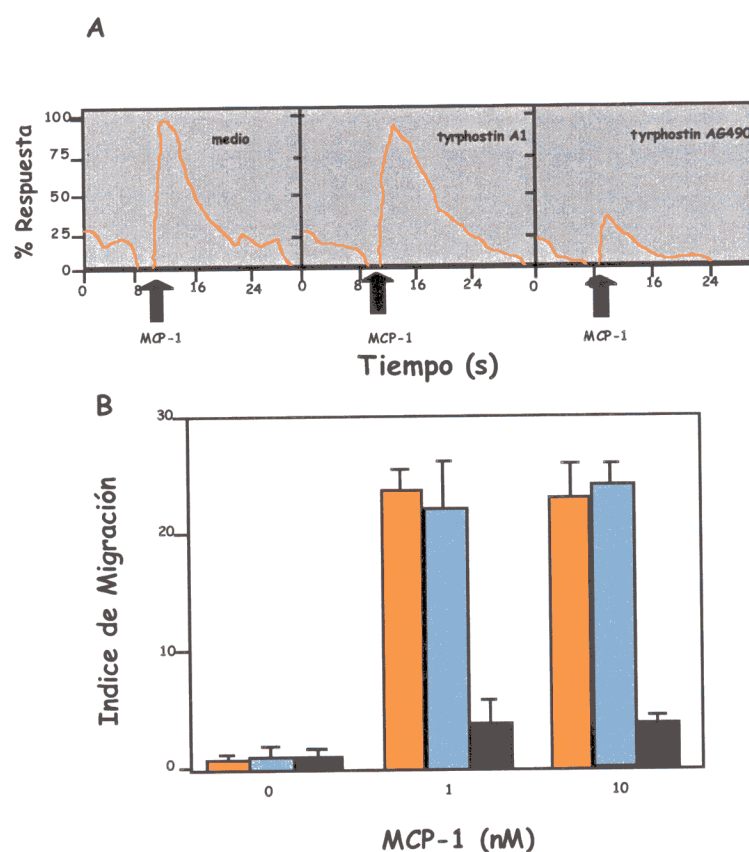 A
% Respuesta
100
75
50
25
0
medio
tyrphostin A1
tyrphostin AG490
0 8 16 24
0 8 16 24
0 8 16 24
MCP-1
MCP-1
MCP-1
Tiempo (s)
B
Indice de Migración
30
20
10
0
0 1 10
MCP-1 (nM)